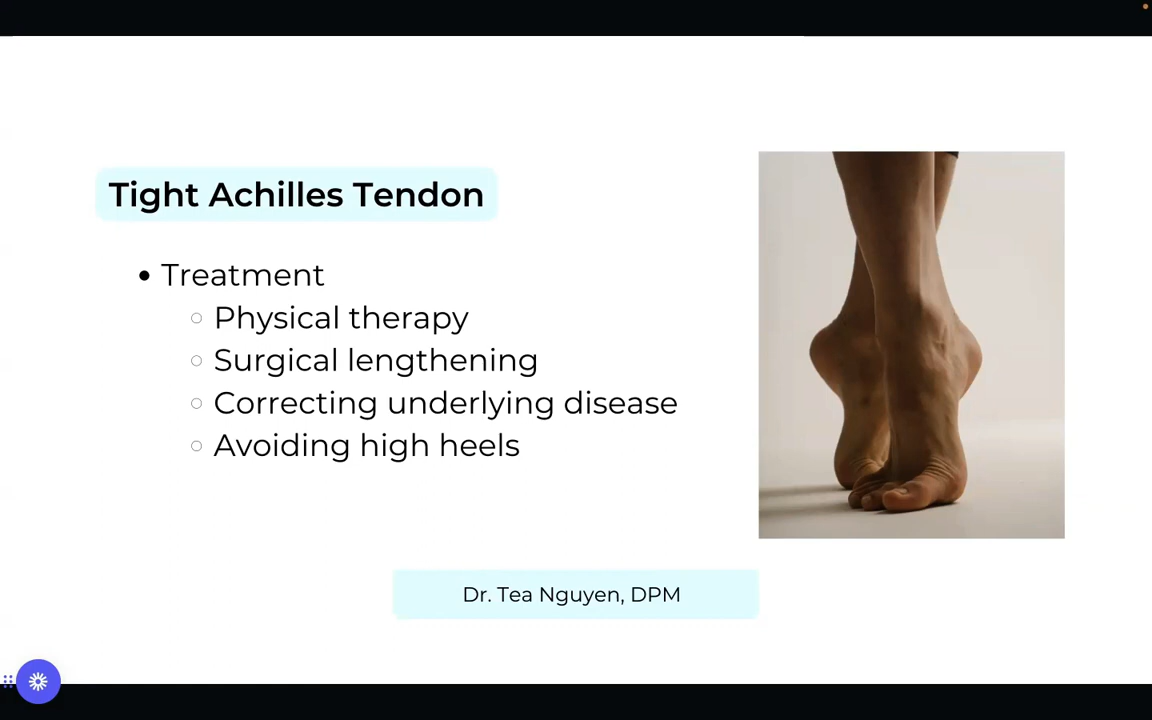 Tight Achilles Tendon
Treatment
Physical therapy
Surgical lengthening
Correcting underlying disease
Avoiding high heels
Dr. Tea Nguyen, DPM